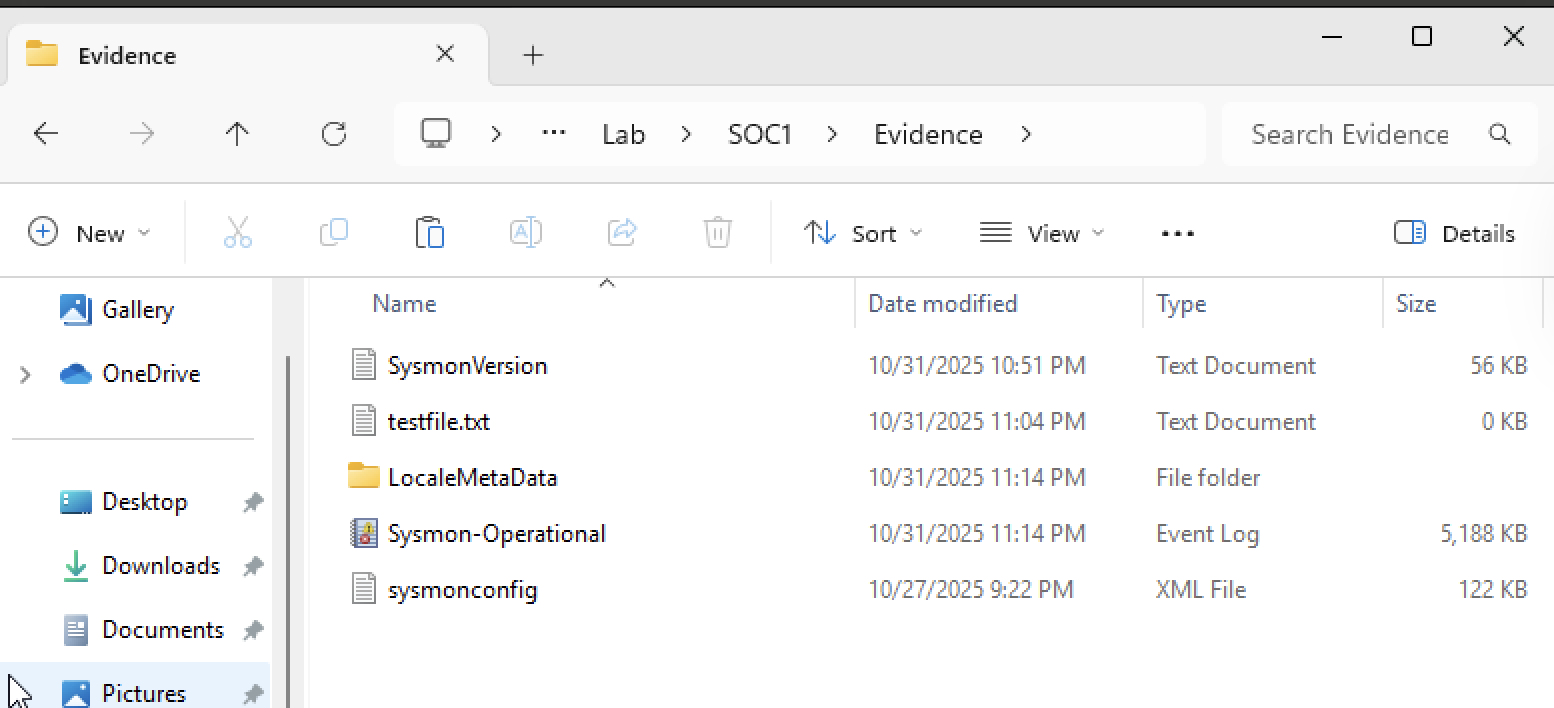 Evidence
... Lab SOC1 Evidence Search Evidence
New Sort View ... Details
Gallery
OneDrive
Desktop
Downloads
Documents
Pictures
Name Date modified Type Size
SysmonVersion 10/31/2025 10:51 PM Text Document 56 KB
testfile.txt 10/31/2025 11:04 PM Text Document 0 KB
LocaleMetaData 10/31/2025 11:14 PM File folder
Sysmon-Operational 10/31/2025 11:14 PM Event Log 5,188 KB
sysmonconfig 10/27/2025 9:22 PM XML File 122 KB